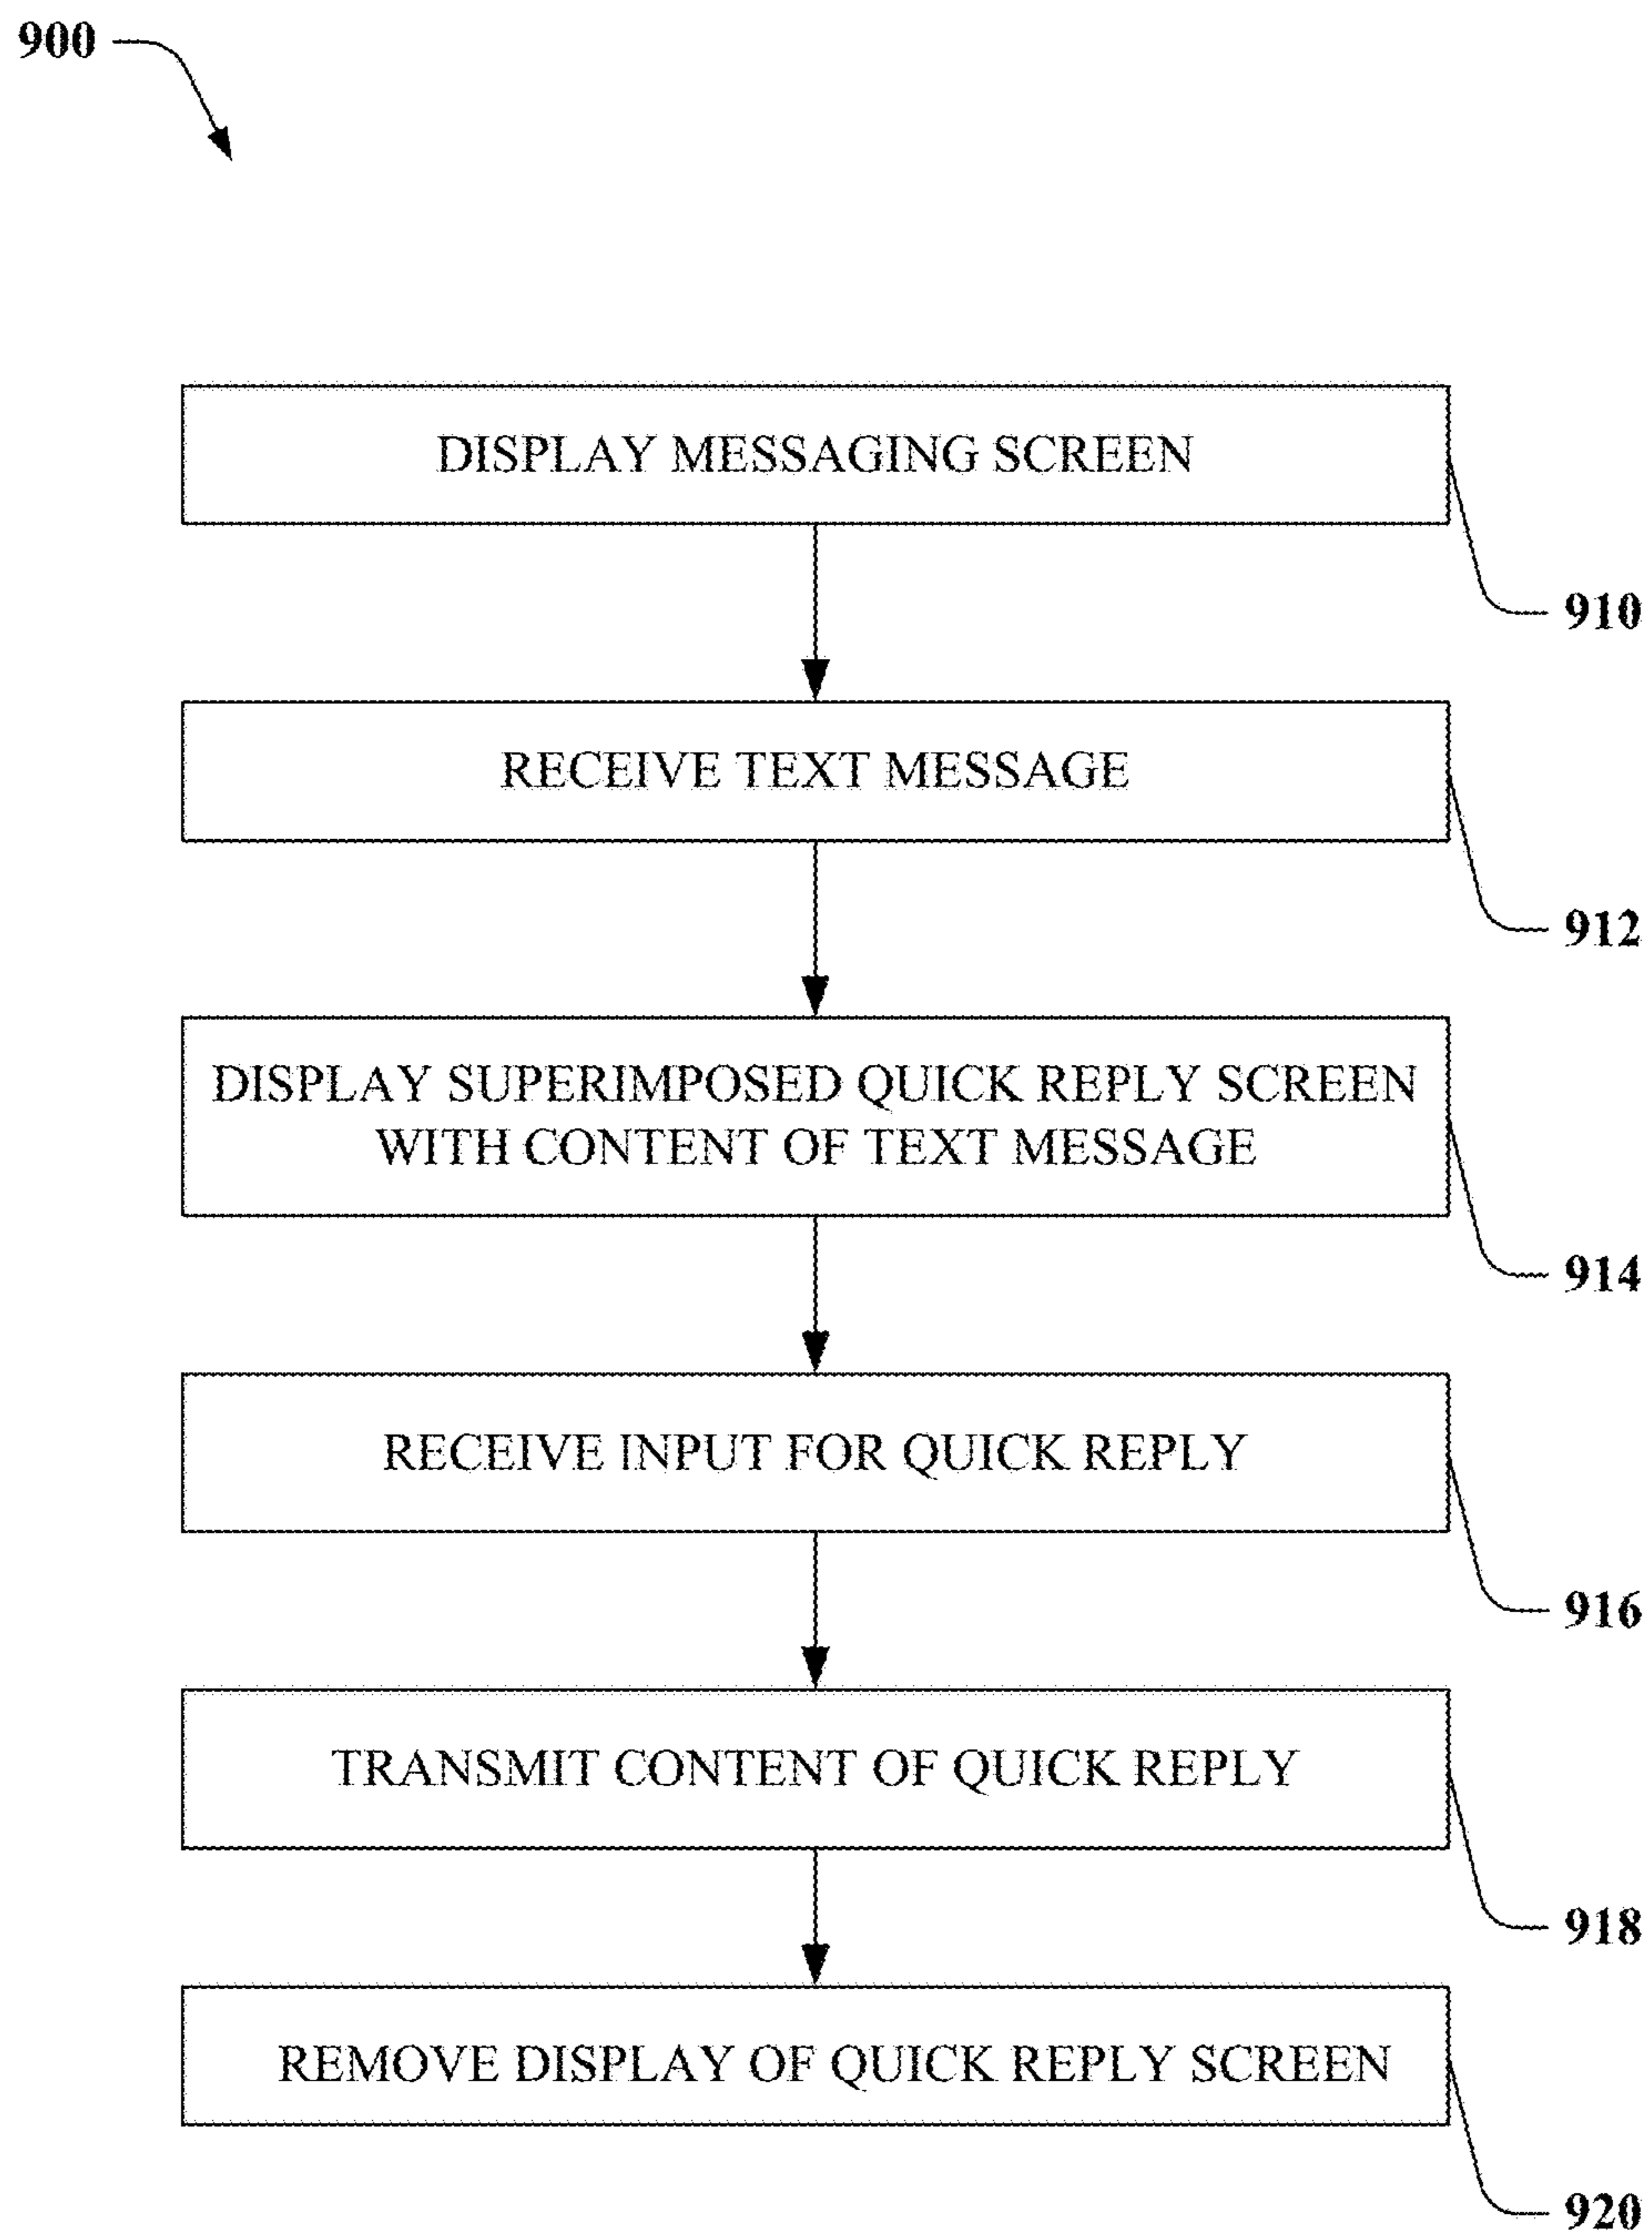 900
DISPLAY MESSAGING SCREEN
910
RECEIVE TEXT MESSAGE
912
DISPLAY SUPERIMPOSED QUICK REPLY SCREEN
WITH CONTENT OF TEXT MESSAGE
914
RECEIVE INPUT FOR QUICK REPLY
916
TRANSMIT CONTENT OF QUICK REPLY
918
REMOVE DISPLAY OF QUICK REPLY SCREEN
920